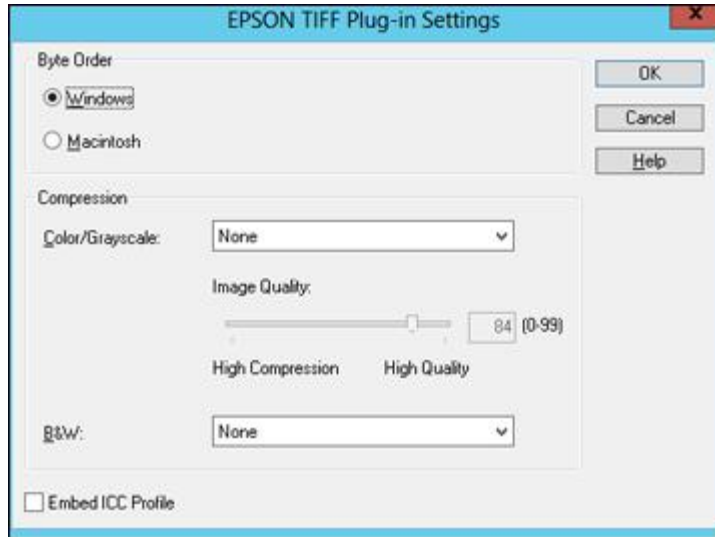 EPSON TIFF Plug-in Settings
x
Byte Order
Windows
Macintosh
OK
Cancel
Help
Compression
Color/Grayscale: None
Image Quality:
84 (0-99)
High Compression High Quality
B&W: None
Embed ICC Profile